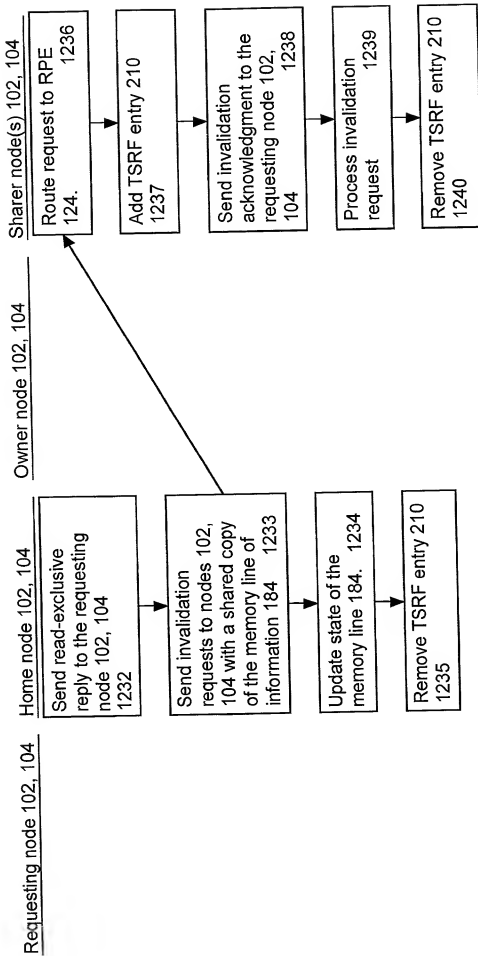 Requesting node 102, 104
Home node 102, 104
Owner node 102, 104
Sharer node(s) 102, 104
Send read-exclusive
reply to the requesting
node 102, 104
1232
Send invalidation
requests to nodes 102,
104 with a shared copy
of the memory line of
information 184 1233
Update state of the
memory line 184. 1234
Remove TSRF entry 210
1235
Route request to RPE
124. 1236
Add TSRF entry 210
1237
Send invalidation
acknowledgment to the
requesting node 102,
104 1238
Process invalidation
request 1239
Remove TSRF entry 210
1240